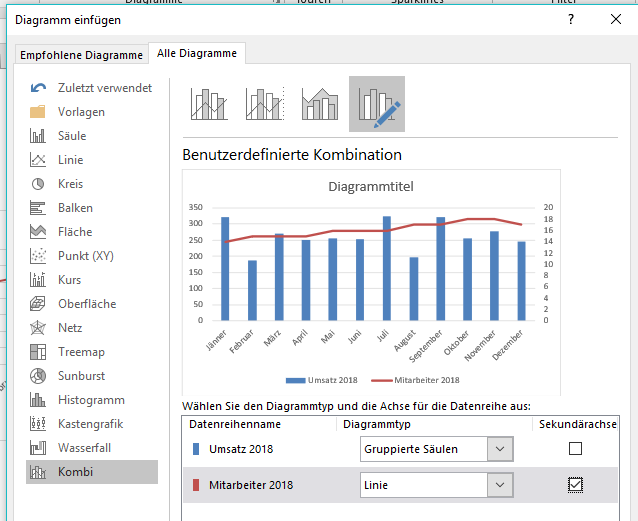 Diagramme
Touren
Sparklines
Filter
Diagramm einfügen
?
Empfohlene Diagramme
Alle Diagramme
Zuletzt verwendet
Vorlagen
Säule
Linie
Kreis
Balken
Fläche
Punkt (XY)
Kurs
Oberfläche
Netz
Treemap
Sunburst
Histogramm
Kastengrafik
Wasserfall
Kombi
Benutzerdefinierte Kombination
Diagrammtitel
350
300
250
200
150
100
50
0
20
18
16
14
12
10
8
6
4
2
0
Jänner
Februar
März
April
Mai
Juni
Juli
August
September
Oktober
November
Dezember
Umsatz 2018
Mitarbeiter 2018
Wählen Sie den Diagrammtyp und die Achse für die Datenreihe aus:
Datenreihenname Diagrammtyp Sekundärachse
Umsatz 2018 Gruppierte Säulen
Mitarbeiter 2018 Linie